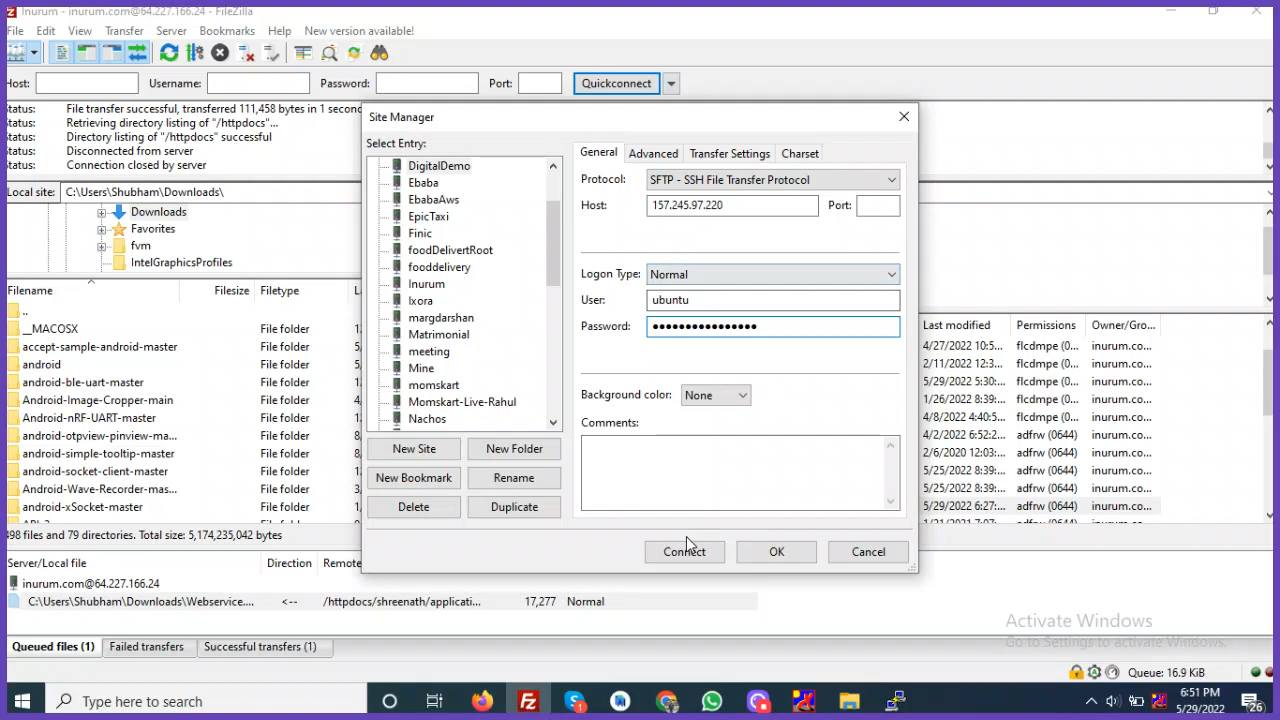 Inurum - inurum.com@64.227.166.24 - FileZilla
File Edit View Transfer Server Bookmarks Help New version available!
Host: Username: Password: Port: Quickconnect
Status: File transfer successful, transferred 111,458 bytes in 1 second
Status: Retrieving directory listing of "/httpdocs"...
Status: Directory listing of "/httpdocs" successful
Status: Disconnected from server
Status: Connection closed by server
Local site: C:\Users\Shubham\Downloads\
Downloads
Favorites
fvm
IntelGraphicsProfiles
Filename Filesize Filetype
..
__MACOSX File folder
accept-sample-android-master File folder
android File folder
android-ble-uart-master File folder
Android-Image-Cropper-main File folder
Android-nRF-UART-master File folder
android-otpview-pinview-ma... File folder
android-simple-tooltip-master File folder
android-socket-client-master File folder
Android-Wave-Recorder-mas... File folder
android-xSocket-master File folder
498 files and 79 directories. Total size: 5,174,235,042 bytes
Site Manager
Select Entry:
DigitalDemo
Ebaba
EbabaAws
EpicTaxi
Finic
foodDelivertRoot
fooddelivery
Inurum
Ixora
margdarshan
Matrimonial
meeting
Mine
momskart
Momskart-Live-Rahul
Nachos
New Site New Folder
New Bookmark Rename
Delete Duplicate
General Advanced Transfer Settings Charset
Protocol: SFTP - SSH File Transfer Protocol
Host: 157.245.97.220 Port:
Logon Type: Normal
User: ubuntu
Password: ●●●●●●●●●●●●●●●●
Background color: None
Comments:
Connect OK Cancel
Last modified Permissions Owner/Gro...
4/27/2022 10:5... flcdmpe (0... inurum.co...
2/11/2022 12:3... flcdmpe (0... inurum.co...
5/29/2022 5:30:... flcdmpe (0... inurum.co...
1/26/2022 8:39:... flcdmpe (0... inurum.co...
4/8/2022 4:40:5... flcdmpe (0... inurum.co...
4/2/2022 6:52:2... adfrw (0644) inurum.co...
2/6/2020 12:03:... adfrw (0644) inurum.co...
5/25/2022 8:39:... adfrw (0644) inurum.co...
5/25/2022 8:39:... adfrw (0644) inurum.co...
5/29/2022 6:27:... adfrw (0644) inurum.co...
Server/Local file Direction Remote
inurum.com@64.227.166.24
C:\Users\Shubham\Downloads\Webservice.... <-- /httpdocs/shreenath/applicati... 17,277 Normal
Activate Windows
Go to Settings to activate Windows.
Queued files (1) Failed transfers Successful transfers (1)
Queue: 16.9 KiB
Type here to search
6:51 PM
5/29/2022
26